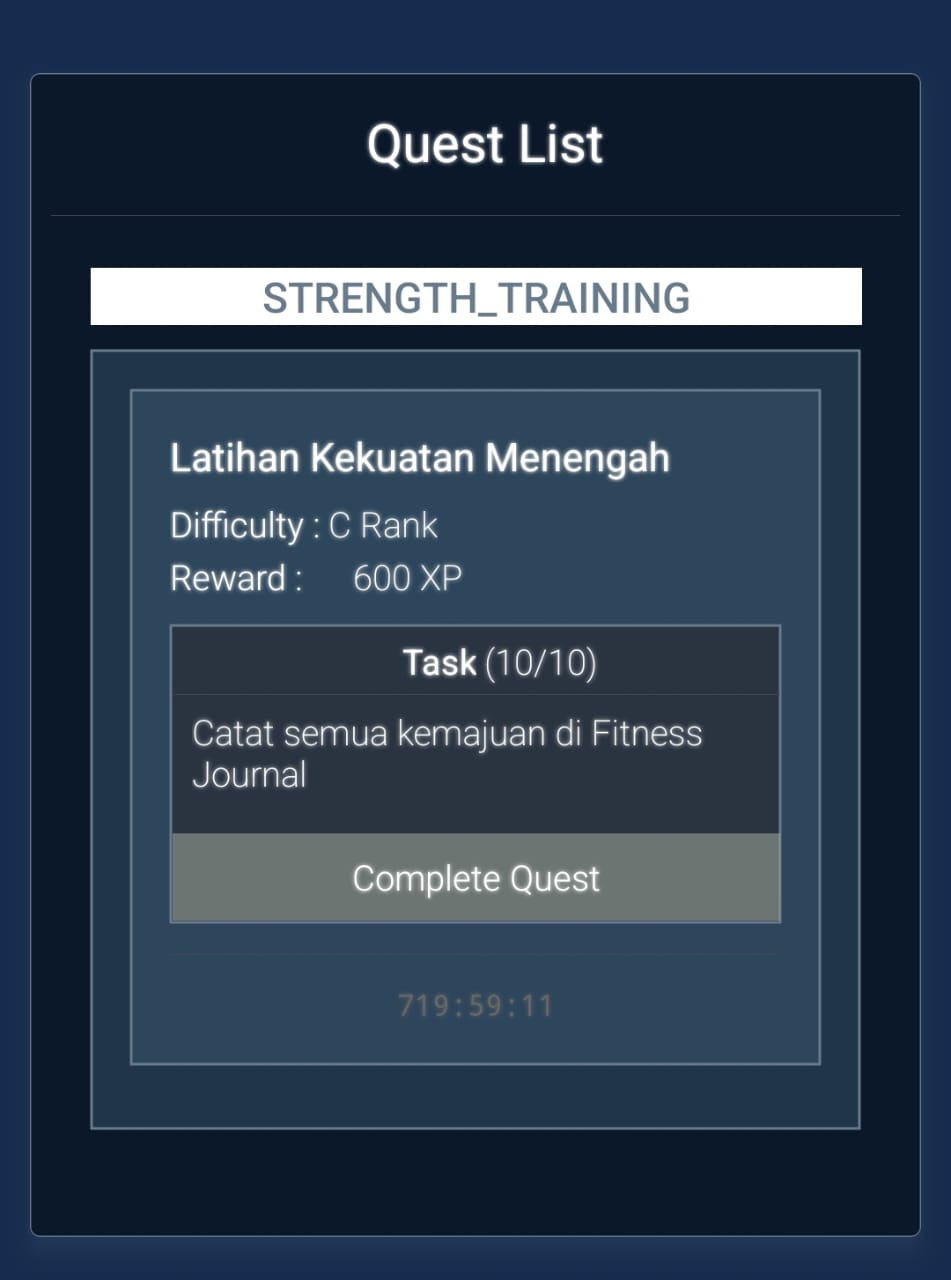 Quest List
STRENGTH_TRAINING
Latihan Kekuatan Menengah
Difficulty : C Rank
Reward : 600 XP
Task (10/10)
Catat semua kemajuan di Fitness
Journal
Complete Quest
719:59:11